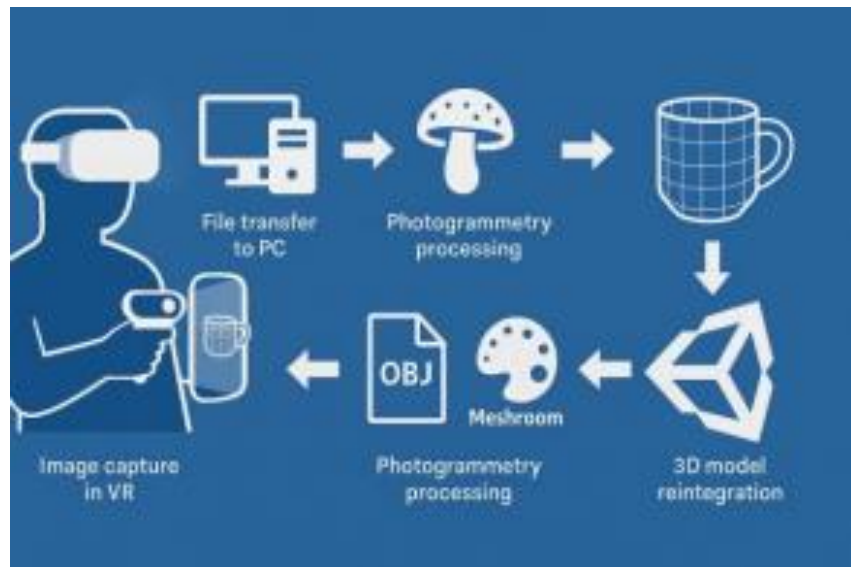 File transfer
to PC
Photogrammetry
processing
OBJ
Meshroom
Image capture
in VR
Photogrammetry
processing
3D model
reintegration